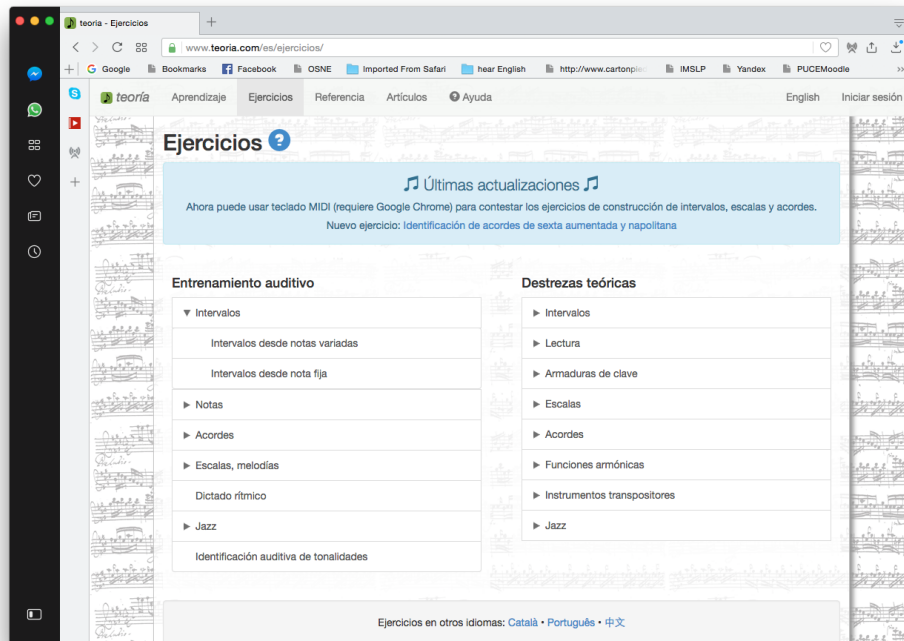 teoria - Ejercicios
www.teoria.com/es/ejercicios/
Google Bookmarks Facebook OSNE Imported From Safari hear English http://www.cartonpie IMSLP Yandex PUCEMoodle
teoría Aprendizaje Ejercicios Referencia Artículos Ayuda English Iniciar sesión
Ejercicios
Últimas actualizaciones
Ahora puede usar teclado MIDI (requiere Google Chrome) para contestar los ejercicios de construcción de intervalos, escalas y acordes.
Nuevo ejercicio: Identificación de acordes de sexta aumentada y napolitana
Entrenamiento auditivo
Intervalos
Intervalos desde notas variadas
Intervalos desde nota fija
Notas
Acordes
Escalas, melodías
Dictado rítmico
Jazz
Identificación auditiva de tonalidades
Destrezas teóricas
Intervalos
Lectura
Armaduras de clave
Escalas
Acordes
Funciones armónicas
Instrumentos transpositores
Jazz
Ejercicios en otros idiomas: Català • Português • 中文